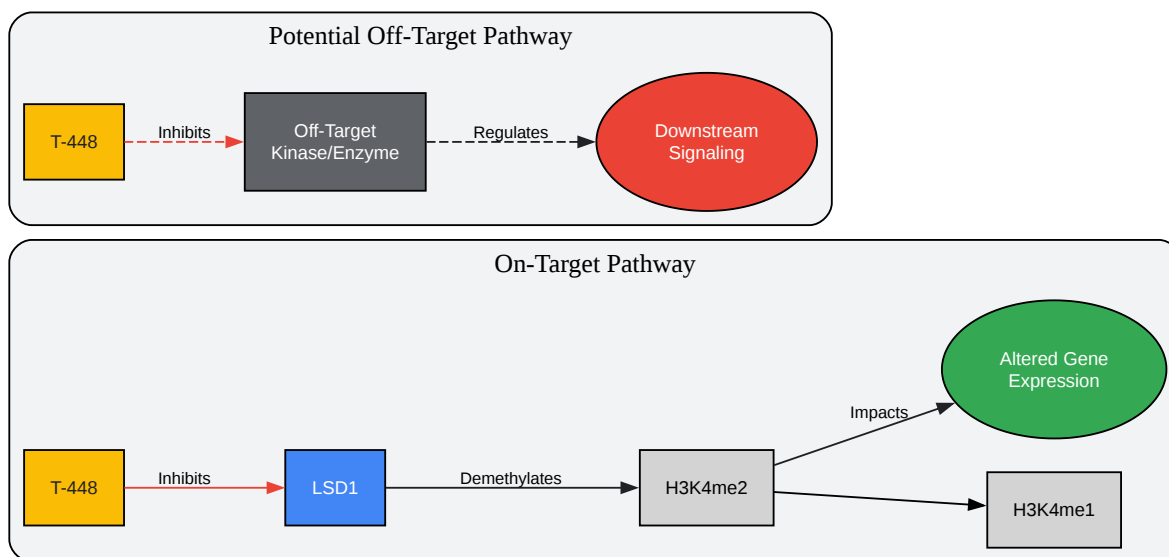 Potential Off-Target Pathway
T-448
Inhibits
Off-Target
Kinase/Enzyme
Regulates
Downstream
Signaling
On-Target Pathway
Altered Gene
Expression
Impacts
T-448
Inhibits
LSD1
Demethylates
H3K4me2
H3K4me1